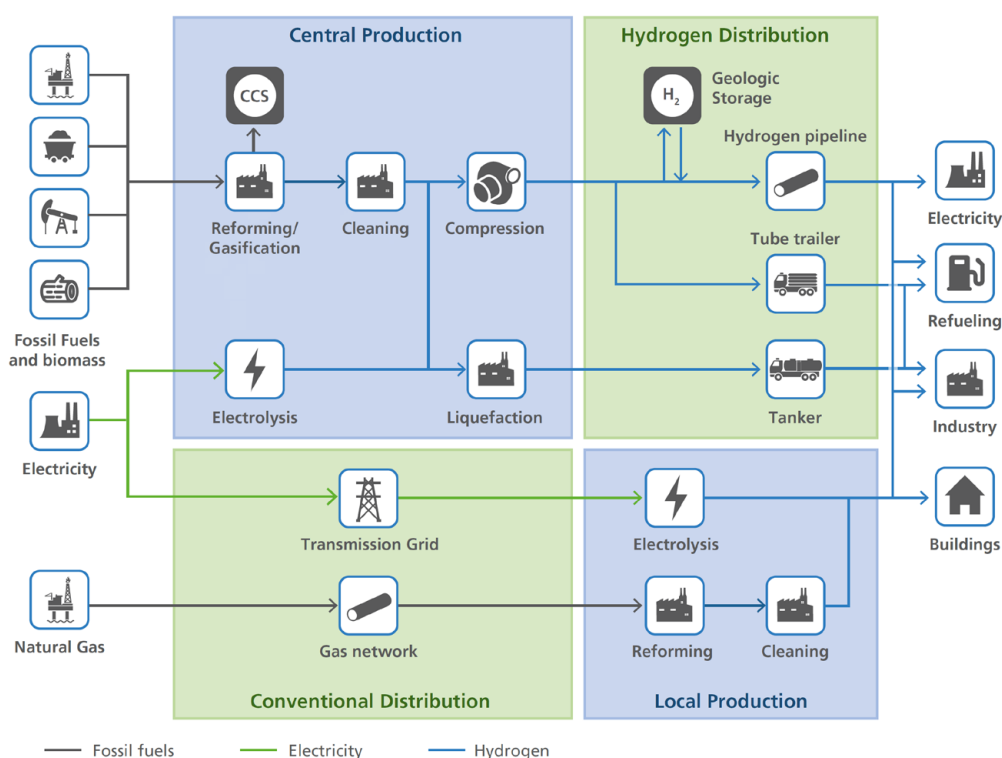 Central Production
Hydrogen Distribution
CCS
H₂
Geologic
Storage
Hydrogen pipeline
Reforming/
Gasification
Cleaning
Compression
Electricity
Tube trailer
Refueling
Fossil Fuels
and biomass
Electrolysis
Liquefaction
Tanker
Industry
Electricity
Transmission Grid
Electrolysis
Buildings
Natural Gas
Gas network
Reforming
Cleaning
Conventional Distribution
Local Production
Fossil fuels
Electricity
Hydrogen